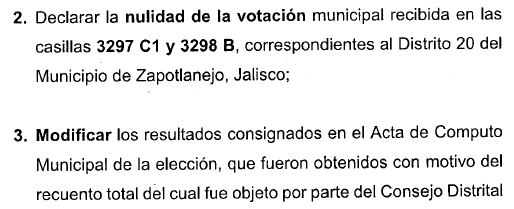 2. Declarar la nulidad de la votación municipal recibida en las
casillas 3297 C1 y 3298 B, correspondientes al Distrito 20 del
Municipio de Zapotlanejo, Jalisco;
3. Modificar los resultados consignados en el Acta de Computo
Municipal de la elección, que fueron obtenidos con motivo del
recuento total del cual fue objeto por parte del Consejo Distrital